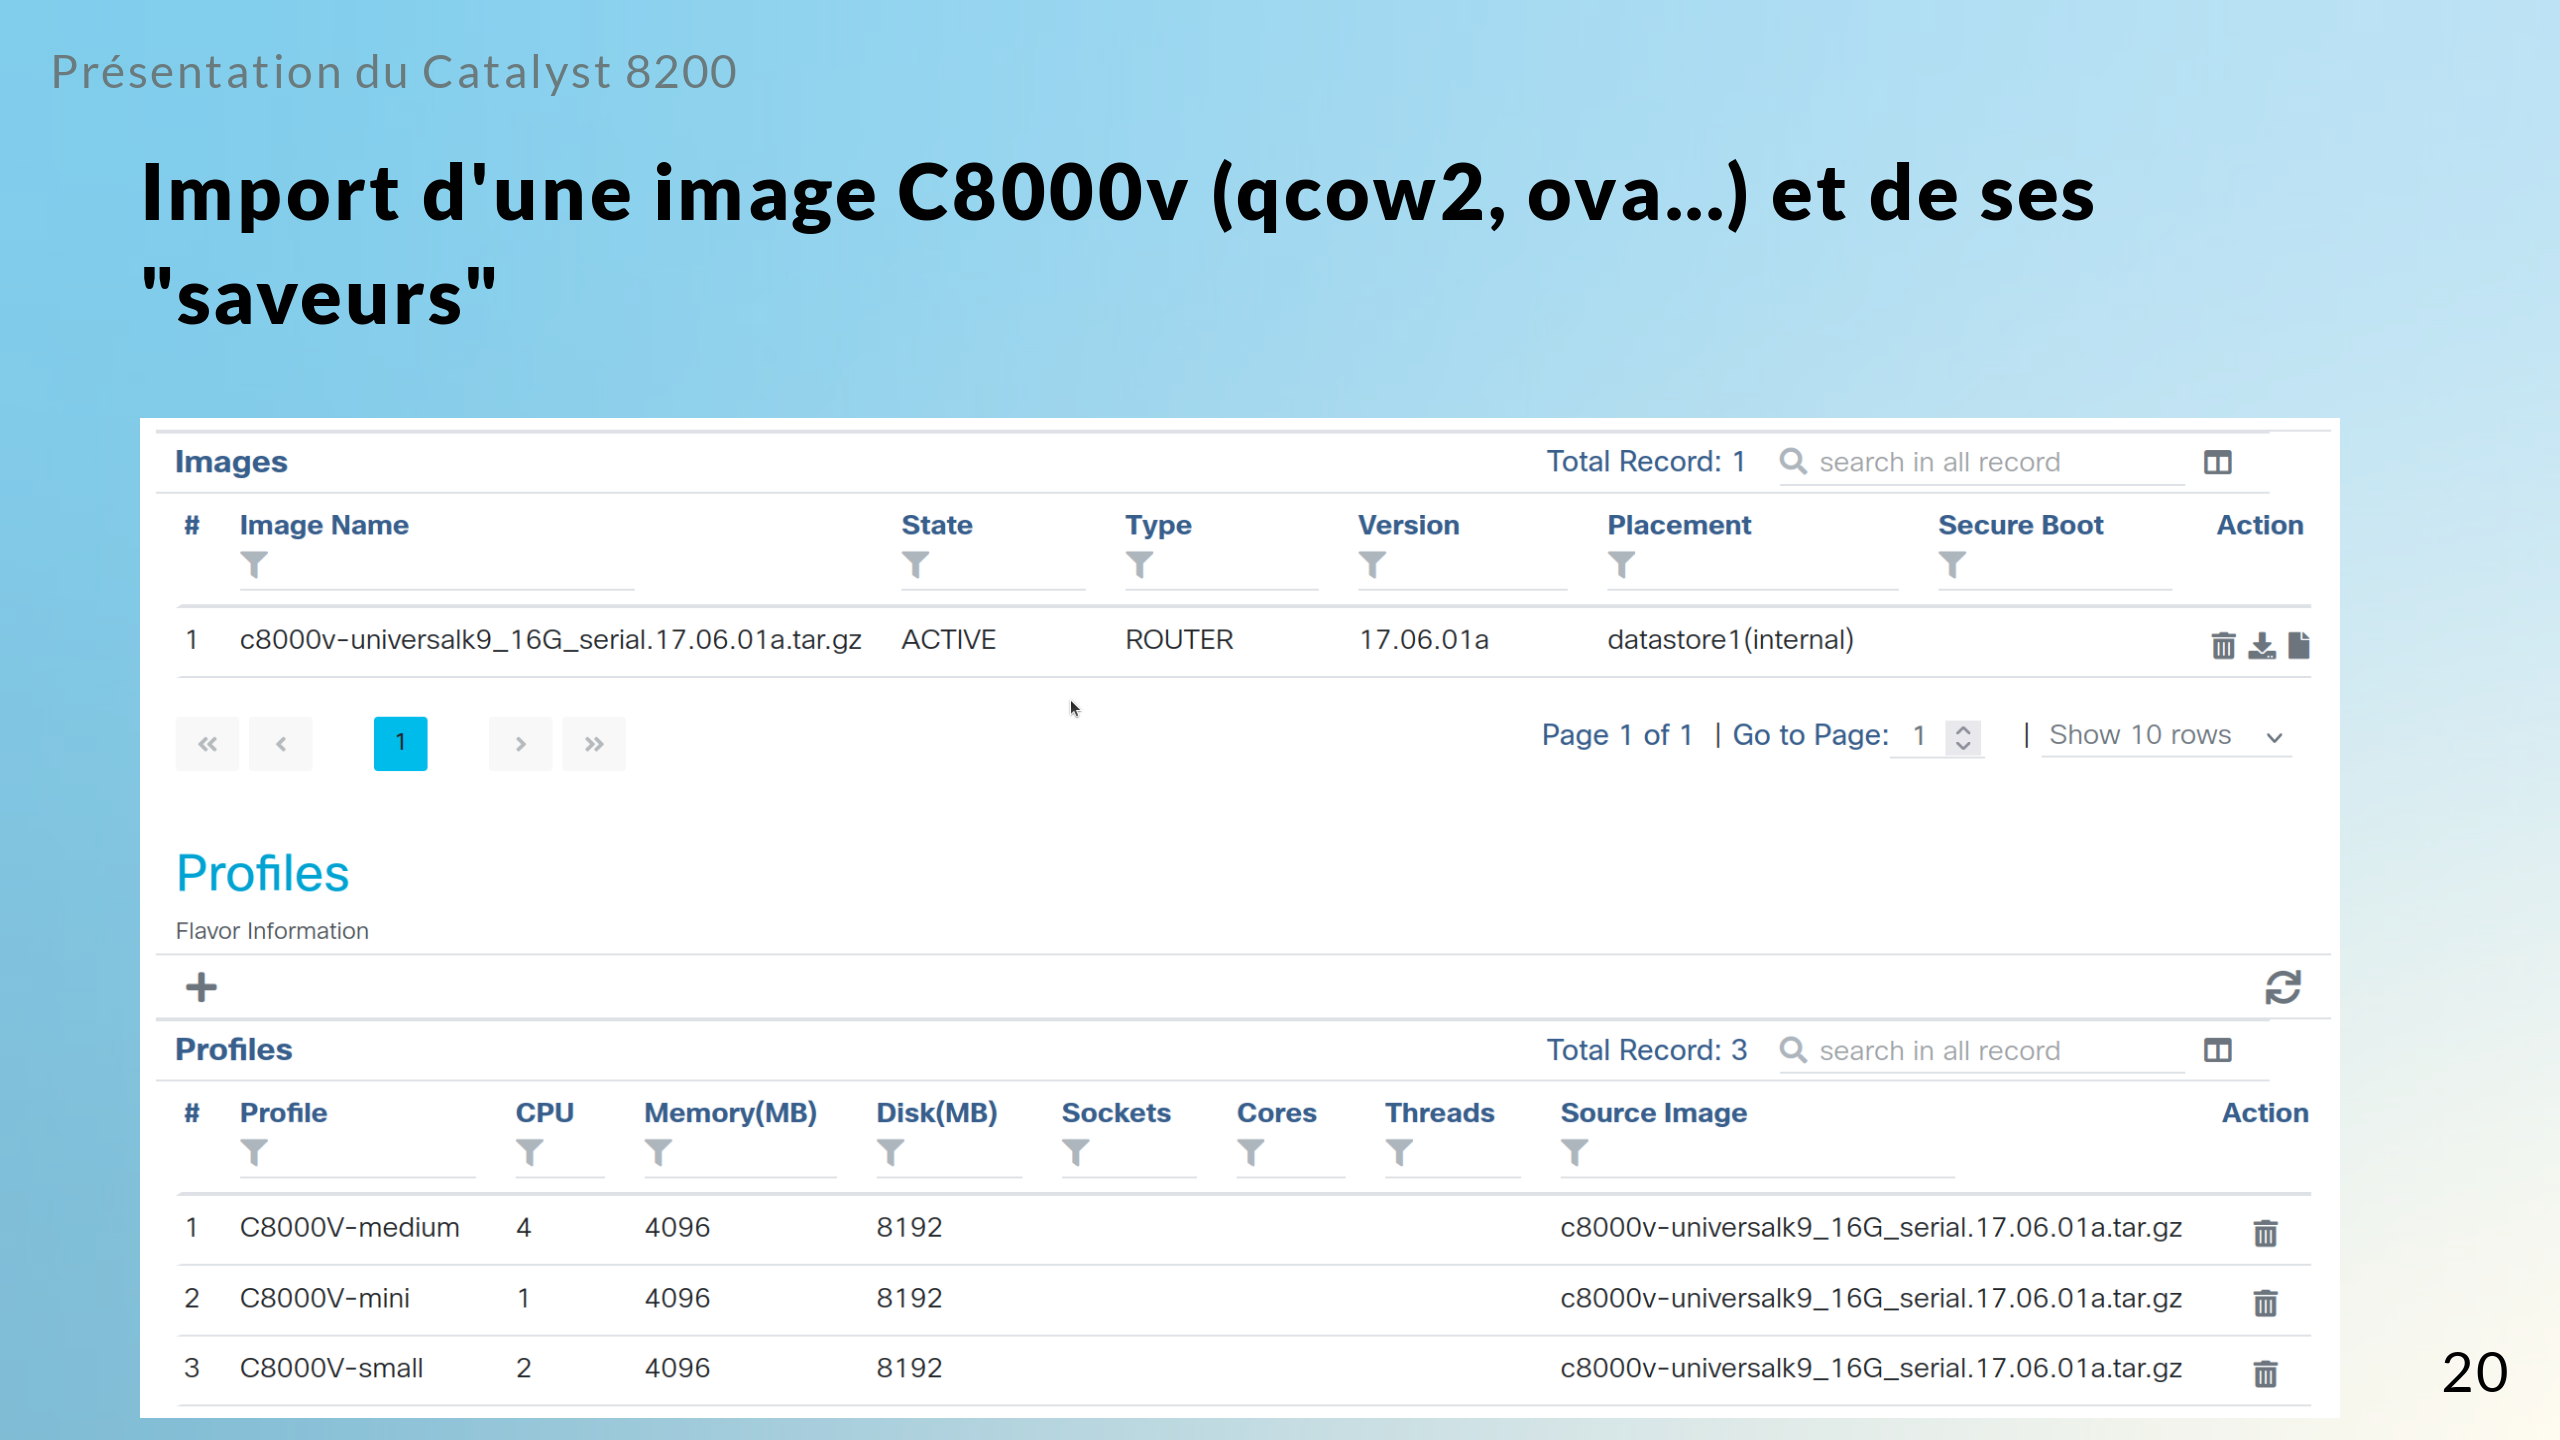 Présentation du Catalyst 8200
Import d'une image C8000v (qcow2, ova...) et de ses
"saveurs"
Images Total Record: 1 search in all record
# Image Name State Type Version Placement Secure Boot Action
1 c8000v-universalk9_16G_serial.17.06.01a.tar.gz ACTIVE ROUTER 17.06.01a datastore1(internal)
« ‹ 1 › » Page 1 of 1 | Go to Page: 1 | Show 10 rows
Profiles
Flavor Information
Profiles Total Record: 3 search in all record
# Profile CPU Memory(MB) Disk(MB) Sockets Cores Threads Source Image Action
1 C8000V-medium 4 4096 8192 c8000v-universalk9_16G_serial.17.06.01a.tar.gz
2 C8000V-mini 1 4096 8192 c8000v-universalk9_16G_serial.17.06.01a.tar.gz
3 C8000V-small 2 4096 8192 c8000v-universalk9_16G_serial.17.06.01a.tar.gz
20